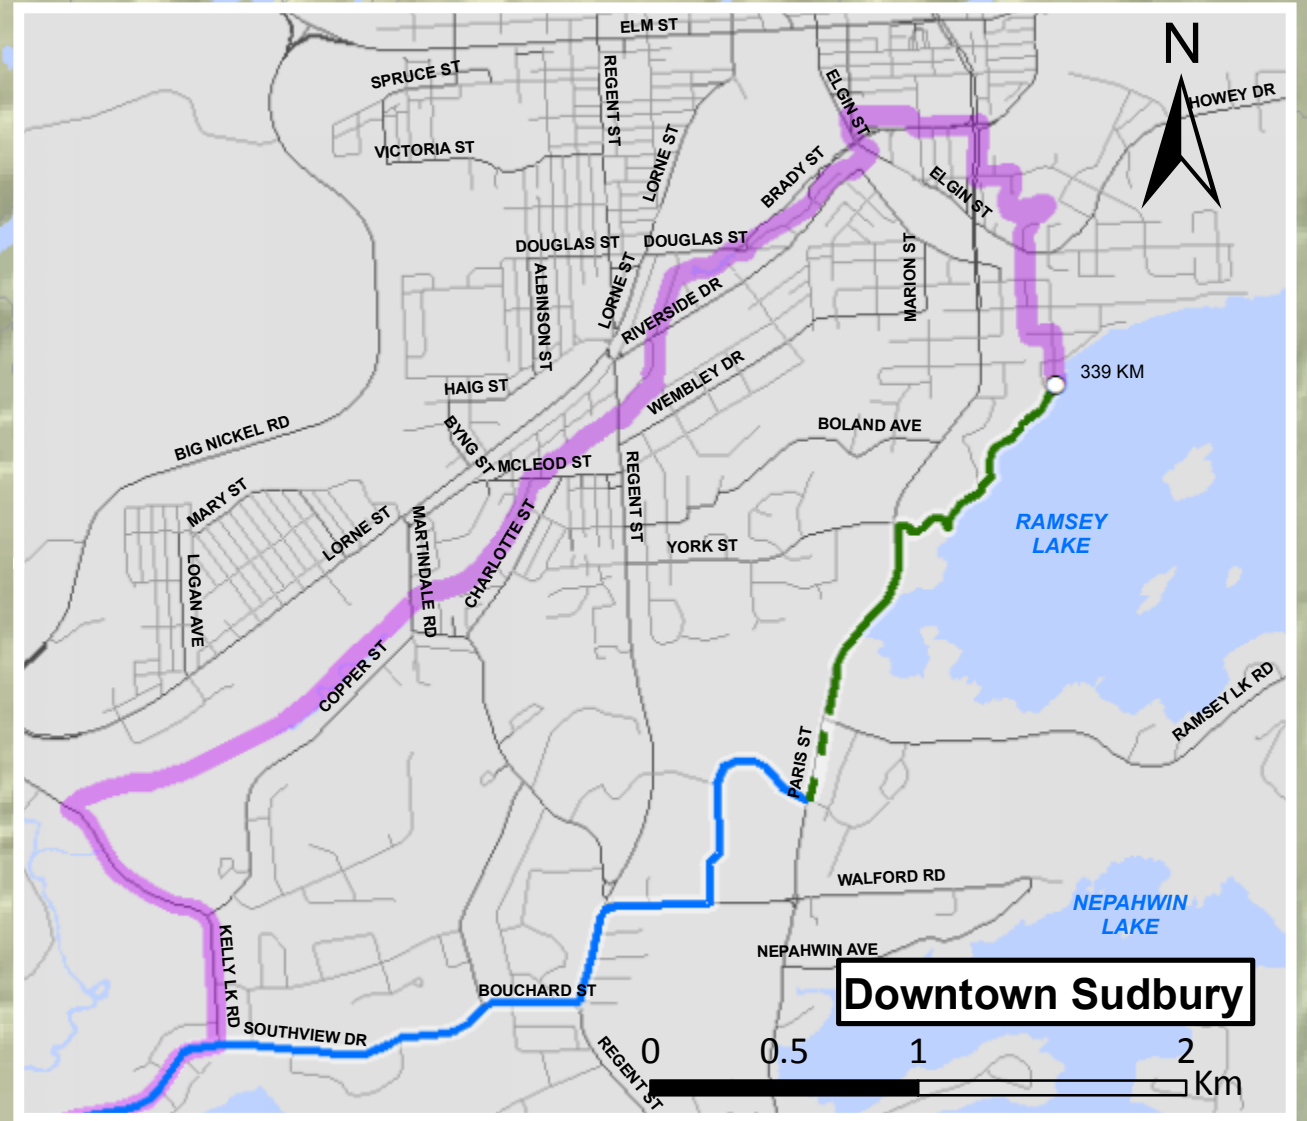 ELM ST
N
SPRUCE ST
REGENT ST
ELGIN ST
HOWEY DR
VICTORIA ST
LORNE ST
BRADY ST
ELGIN ST
DOUGLAS ST
DOUGLAS ST
MARION ST
ALBINSON ST
LORNE ST
RIVERSIDE DR
339 KM
HAIG ST
WEMBLEY DR
BIG NICKEL RD
BYNG ST
BOLAND AVE
MCLEOD ST
REGENT ST
MARY ST
LORNE ST
MARTINDALE RD
CHARLOTTE ST
YORK ST
RAMSEY
LAKE
LOGAN AVE
COPPER ST
RAMSEY LK RD
PARIS ST
WALFORD RD
NEPAHWIN
LAKE
KELLY LK RD
NEPAHWIN AVE
BOUCHARD ST
Downtown Sudbury
SOUTHVIEW DR
REGENT ST
0 0.5 1 2
Km